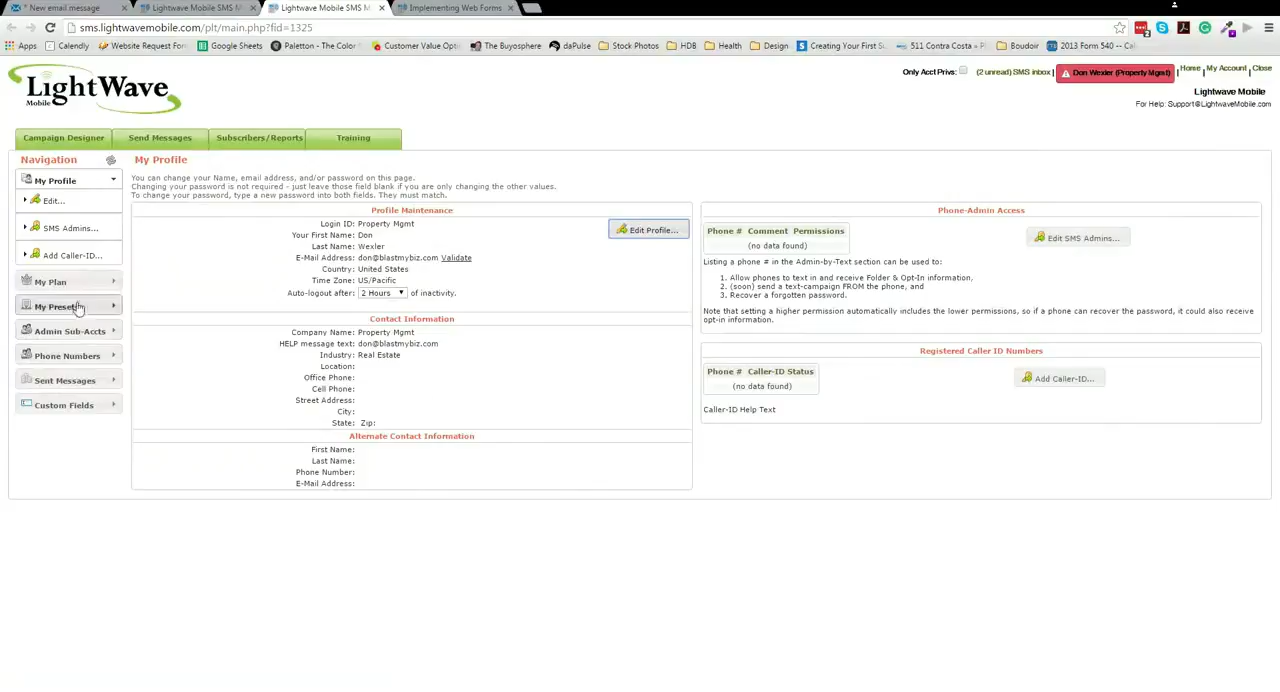 * New email message
Lightwave Mobile SMS M
Lightwave Mobile SMS M
Implementing Web Forms
sms.lightwavemobile.com/plt/main.php?fid=1325
Apps
Calendly
Website Request Form
Google Sheets
Paletton - The Color
Customer Value Opti
The Buyosphere
daPulse
Stock Photos
HDB
Health
Design
Creating Your First Su
511 Contra Costa
Boudoir
2013 Form 540 -- Ca
LightWave
Mobile
Only Acct Privs:
(2 unread) SMS inbox |
Don Wexler (Property Mgmt)
| Home | My Account | Close
Lightwave Mobile
For Help: Support@LightwaveMobile.com
Campaign Designer
Send Messages
Subscribers/Reports
Training
Navigation
My Profile
Edit...
SMS Admins...
Add Caller-ID...
My Plan
My Preset
Admin Sub-Accts
Phone Numbers
Sent Messages
Custom Fields
My Profile
You can change your Name, email address, and/or password on this page.
Changing your password is not required - just leave those field blank if you are only changing the other values.
To change your password, type a new password into both fields. They must match.
Profile Maintenance
Login ID: Property Mgmt
Edit Profile...
Your First Name: Don
Last Name: Wexler
E-Mail Address: don@blastmybiz.com Validate
Country: United States
Time Zone: US/Pacific
Auto-logout after: 2 Hours of inactivity.
Contact Information
Company Name: Property Mgmt
HELP message text: don@blastmybiz.com
Industry: Real Estate
Location:
Office Phone:
Cell Phone:
Street Address:
City:
State: Zip:
Alternate Contact Information
First Name:
Last Name:
Phone Number:
E-Mail Address:
Phone-Admin Access
Phone # Comment Permissions
(no data found)
Edit SMS Admins...
Listing a phone # in the Admin-by-Text section can be used to:
1. Allow phones to text in and receive Folder & Opt-In information,
2. (soon) send a text-campaign FROM the phone, and
3. Recover a forgotten password.
Note that setting a higher permission automatically includes the lower permissions, so if a phone can recover the password, it could also receive
opt-in information.
Registered Caller ID Numbers
Phone # Caller-ID Status
(no data found)
Add Caller-ID...
Caller-ID Help Text